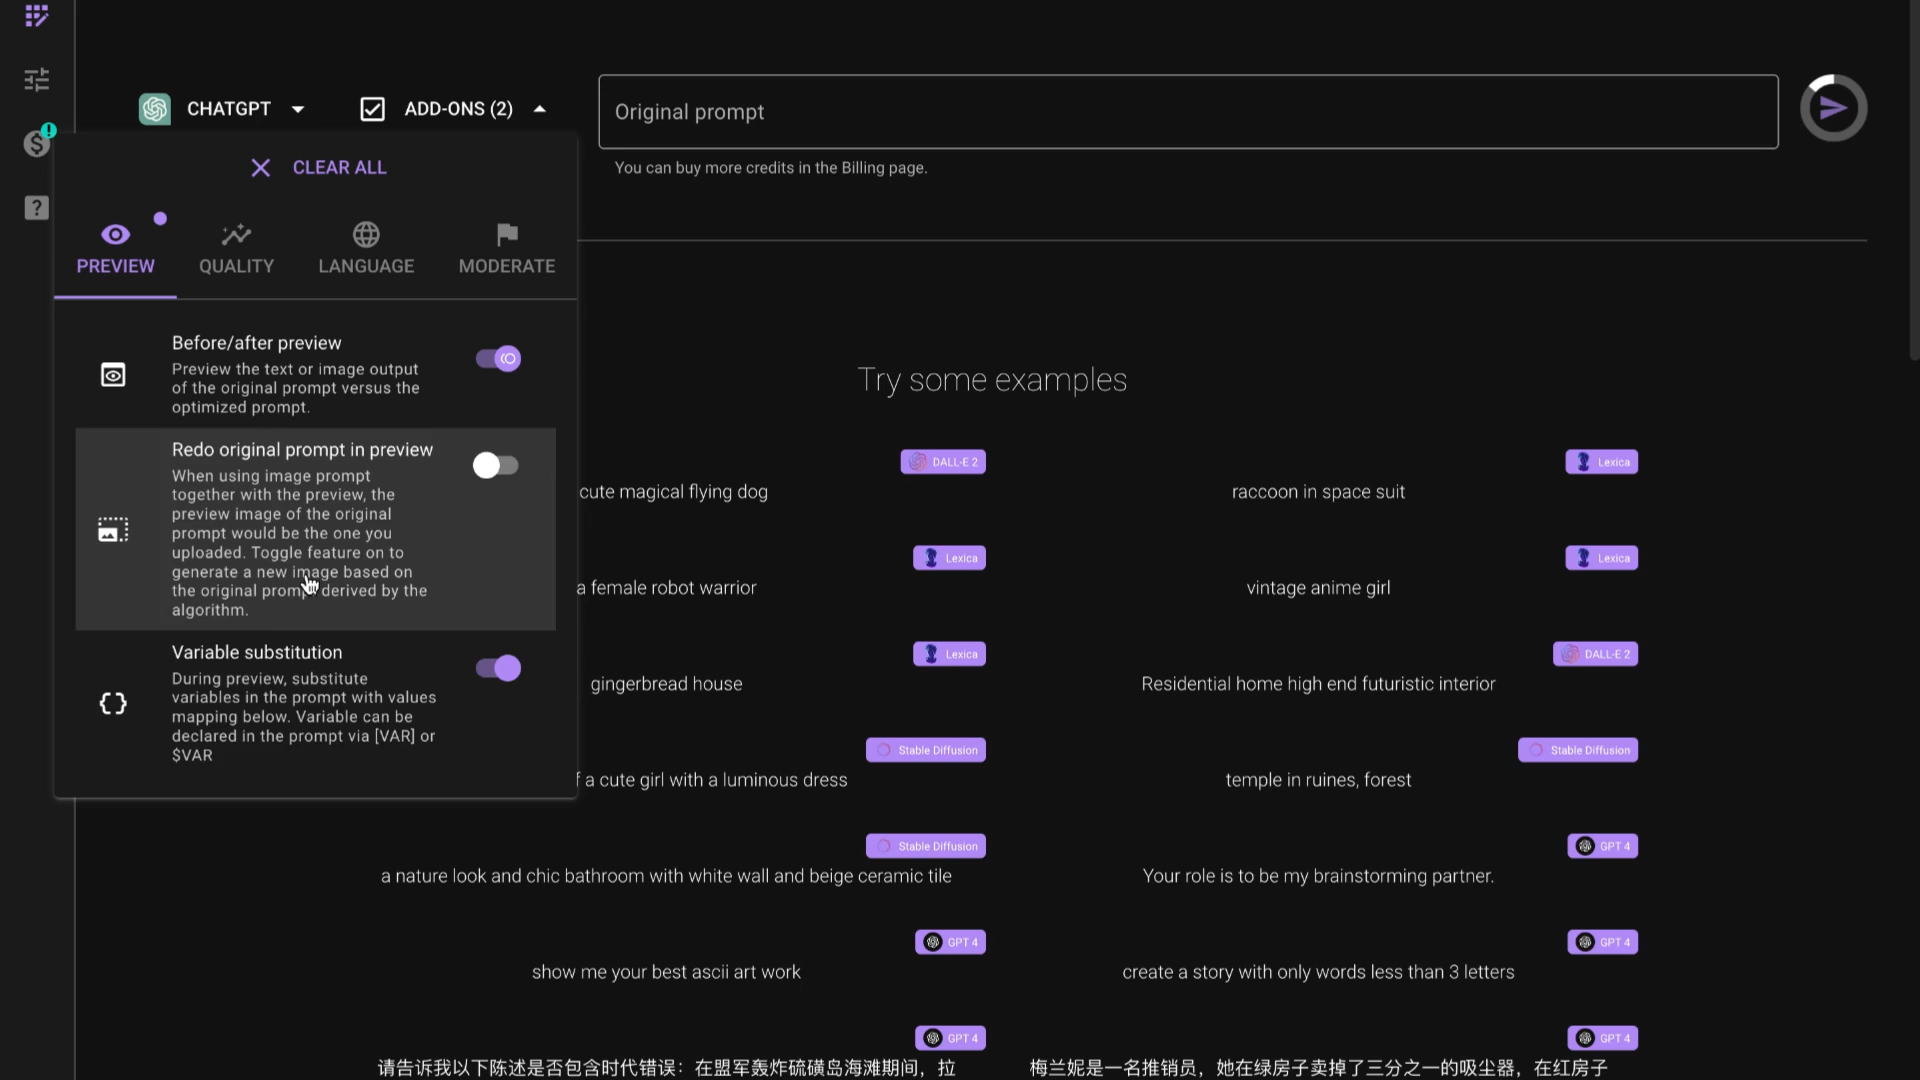 CHATGPT
ADD-ONS (2)
Original prompt
You can buy more credits in the Billing page.
CLEAR ALL
PREVIEW
QUALITY
LANGUAGE
MODERATE
Before/after preview
Preview the text or image output
of the original prompt versus the
optimized prompt.
Redo original prompt in preview
When using image prompt
together with the preview, the
preview image of the original
prompt would be the one you
uploaded. Toggle feature on to
generate a new image based on
the original prompt derived by the
algorithm.
Variable substitution
During preview, substitute
variables in the prompt with values
mapping below. Variable can be
declared in the prompt via [VAR] or
$VAR
Try some examples
DALL-E 2
cute magical flying dog
Lexica
raccoon in space suit
Lexica
a female robot warrior
Lexica
vintage anime girl
Lexica
gingerbread house
DALL-E 2
Residential home high end futuristic interior
Stable Diffusion
f a cute girl with a luminous dress
Stable Diffusion
temple in ruines, forest
Stable Diffusion
a nature look and chic bathroom with white wall and beige ceramic tile
GPT 4
Your role is to be my brainstorming partner.
GPT 4
show me your best ascii art work
GPT 4
create a story with only words less than 3 letters
GPT 4
请告诉我以下陈述是否包含时代错误：在盟军轰炸硫磺岛海滩期间，拉
GPT 4
梅兰妮是一名推销员，她在绿房子卖掉了三分之一的吸尘器，在红房子